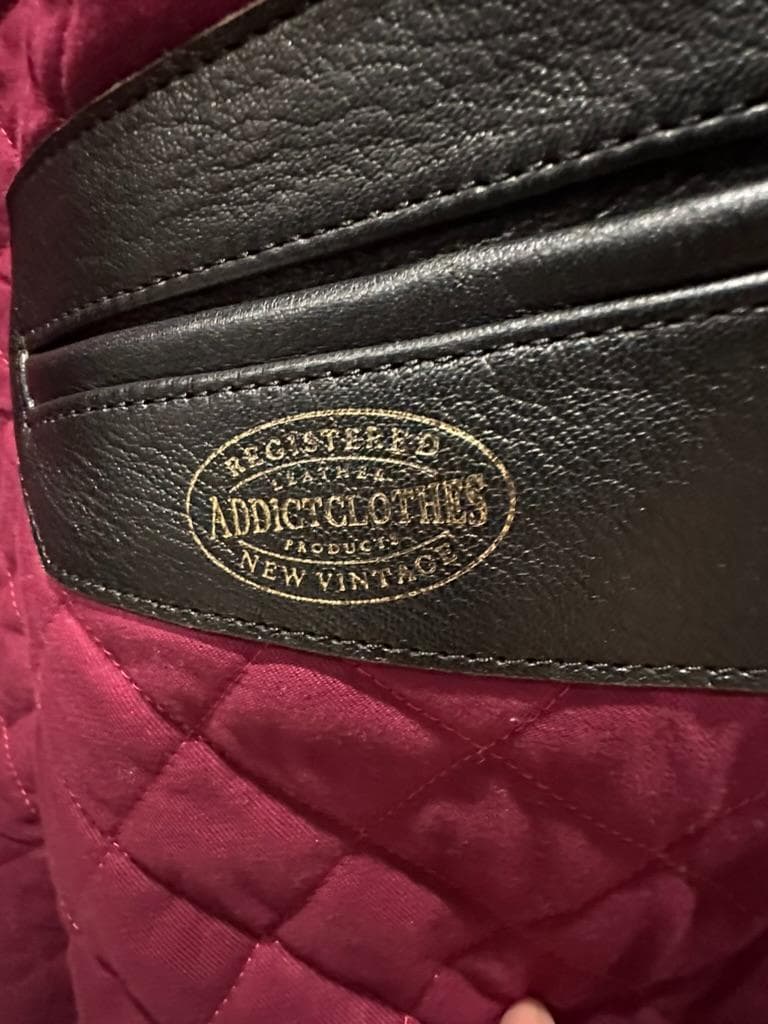 REGISTERED
LEATHER
ADDICTCLOTHES
PRODUCTS
NEW VINTAGE